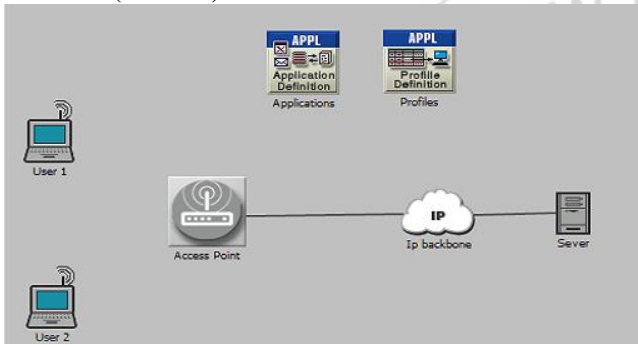 APPL
Application
Definition
Applications
APPL
Profile
Definition
Profiles
User 1
Access Point
IP
Ip backbone
Sever
User 2